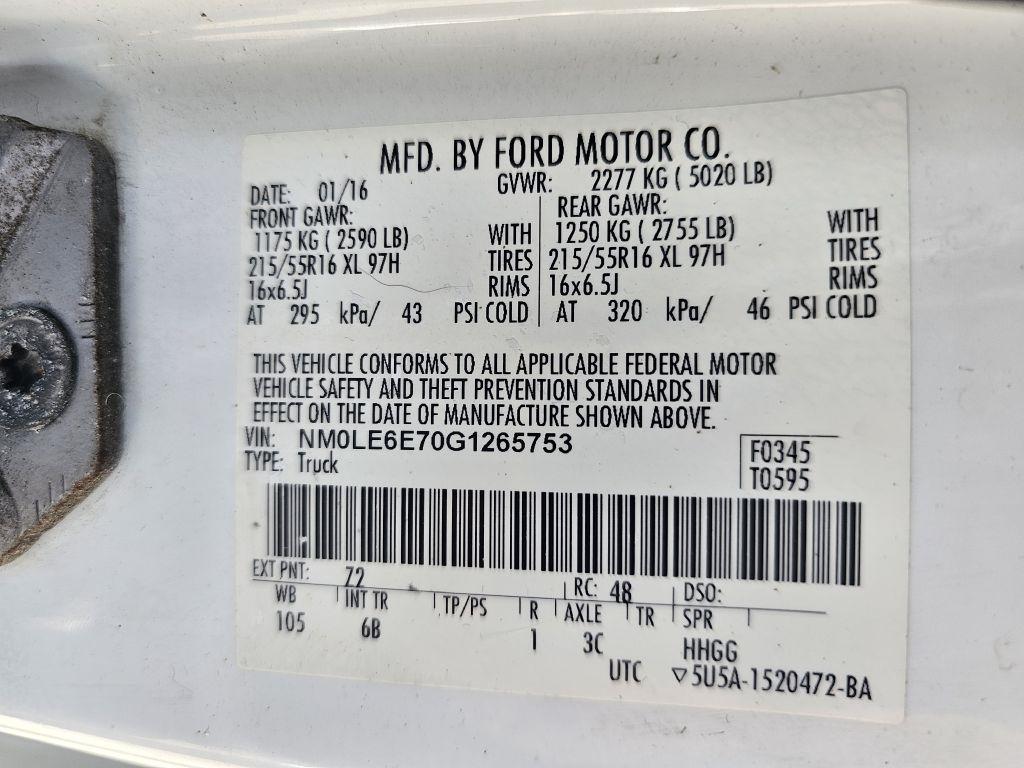 MFD. BY FORD MOTOR CO.
DATE: 01/16 GVWR: 2277 KG ( 5020 LB)
FRONT GAWR: REAR GAWR:
1175 KG ( 2590 LB) WITH 1250 KG ( 2755 LB) WITH
215/55R16 XL 97H TIRES 215/55R16 XL 97H TIRES
16x6.5J RIMS 16x6.5J RIMS
AT 295 kPa/ 43 PSI COLD AT 320 kPa/ 46 PSI COLD
THIS VEHICLE CONFORMS TO ALL APPLICABLE FEDERAL MOTOR
VEHICLE SAFETY AND THEFT PREVENTION STANDARDS IN
EFFECT ON THE DATE OF MANUFACTURE SHOWN ABOVE.
VIN: NM0LE6E70G1265753 F0345
TYPE: Truck T0595
EXT PNT: 72 RC: 48 DSO:
WB INT TR TP/PS R AXLE TR SPR
105 6B 1 3C HHGG
UTC ▽5U5A-1520472-BA